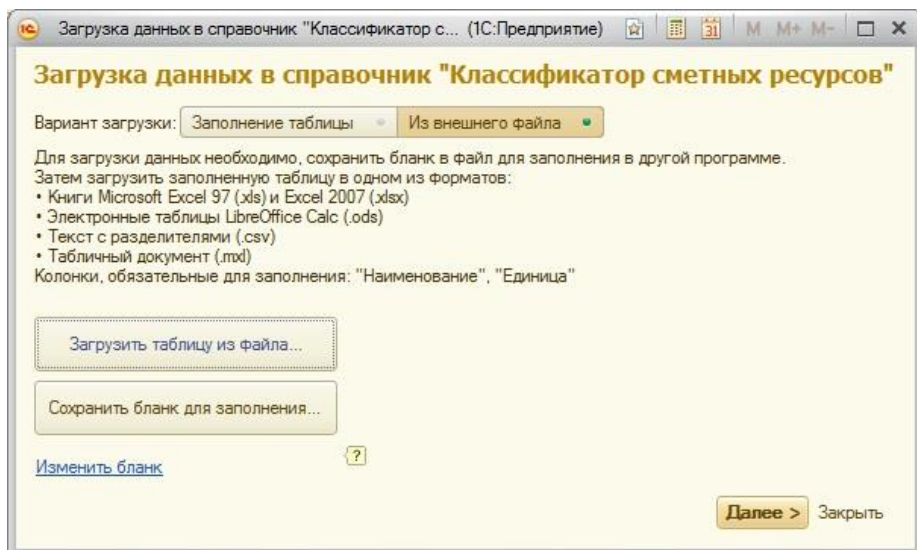 1С Загрузка данных в справочник "Классификатор с... (1С:Предприятие) 31 M M+ M-
Загрузка данных в справочник "Классификатор сметных ресурсов"
Вариант загрузки: Заполнение таблицы Из внешнего файла
Для загрузки данных необходимо, сохранить бланк в файл для заполнения в другой программе.
Затем загрузить заполненную таблицу в одном из форматов:
• Книги Microsoft Excel 97 (.xls) и Excel 2007 (.xlsx)
• Электронные таблицы LibreOffice Calc (.ods)
• Текст с разделителями (.csv)
• Табличный документ (.mxl)
Колонки, обязательные для заполнения: "Наименование", "Единица"
Загрузить таблицу из файла...
Сохранить бланк для заполнения...
Изменить бланк ?
Далее > Закрыть